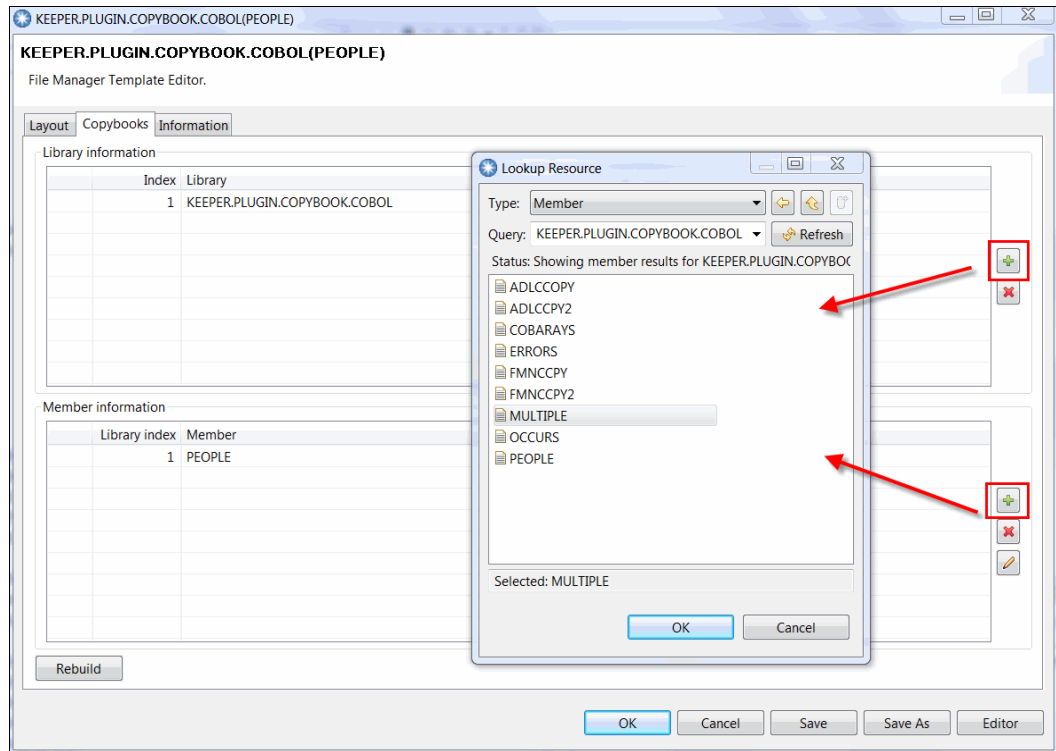 KEEPER.PLUGIN.COPYBOOK.COBOL(PEOPLE)
KEEPER.PLUGIN.COPYBOOK.COBOL(PEOPLE)
File Manager Template Editor.
Layout Copybooks Information
Library information
Index Library
1 KEEPER.PLUGIN.COPYBOOK.COBOL
Member information
Library index Member
1 PEOPLE
Rebuild
Lookup Resource
Type: Member
Query: KEEPER.PLUGIN.COPYBOOK.COBOL Refresh
Status: Showing member results for KEEPER.PLUGIN.COPYBOC
ADLCCOPY
ADLCCPY2
COBARAYS
ERRORS
FMNCCPY
FMNCCPY2
MULTIPLE
OCCURS
PEOPLE
Selected: MULTIPLE
OK Cancel
OK Cancel Save Save As Editor